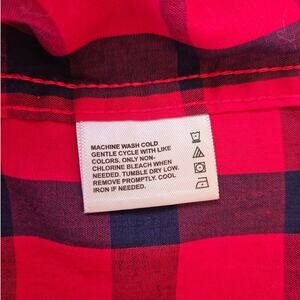 MACHINE WASH COLD
GENTLE CYCLE WITH LIKE
COLORS. ONLY NON-
CHLORINE BLEACH WHEN
NEEDED. TUMBLE DRY LOW.
REMOVE PROMPTLY. COOL
IRON IF NEEDED.